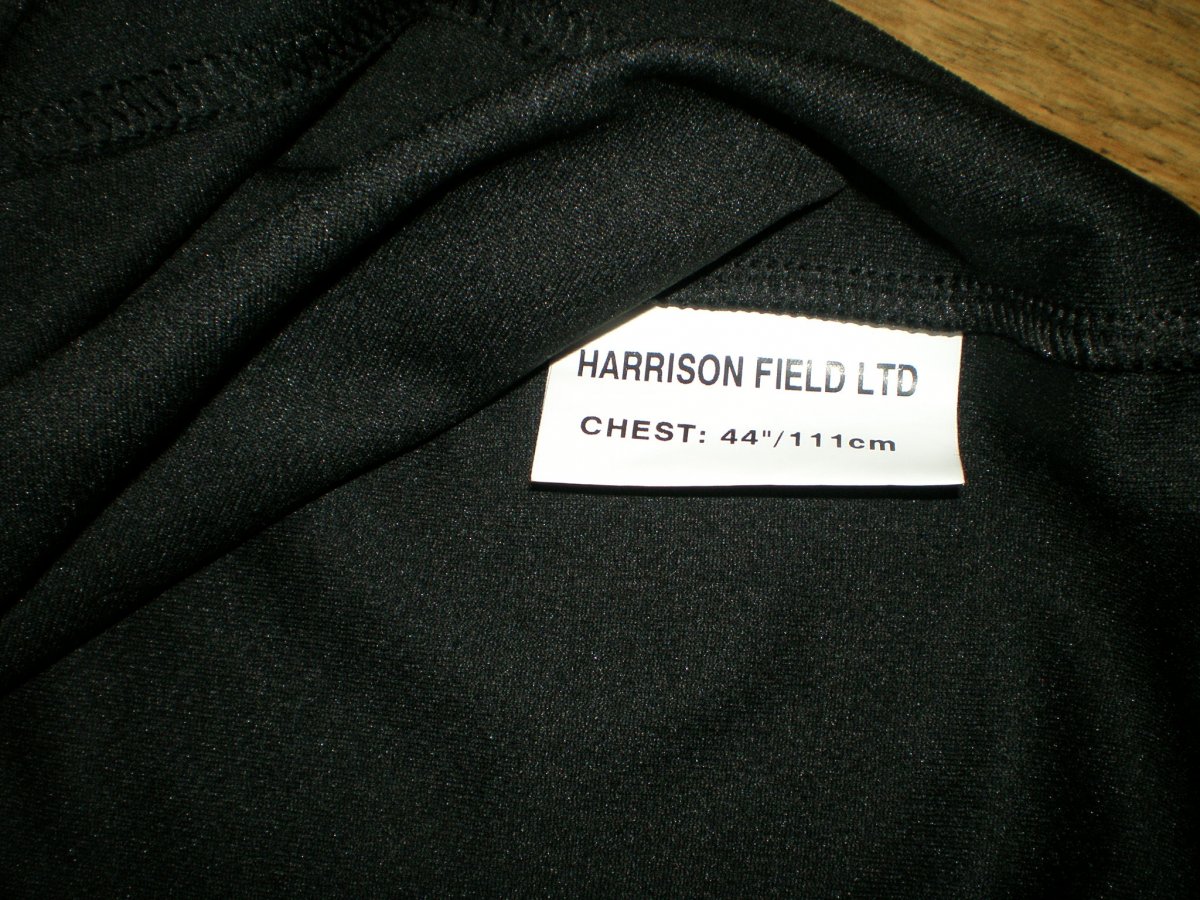 HARRISON FIELD LTD
CHEST: 44"/111cm